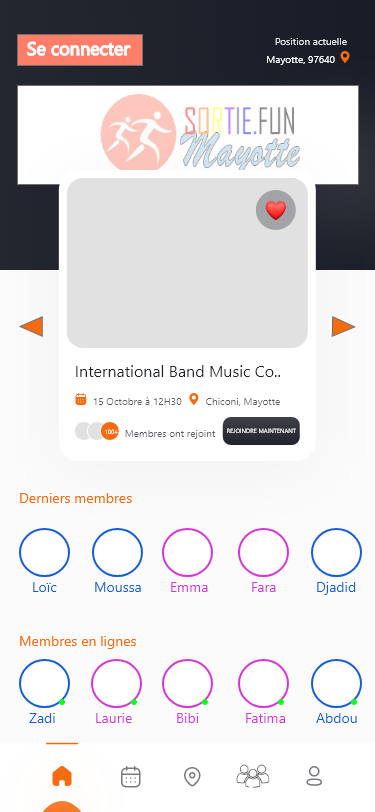 Se connecter
Position actuelle
Mayotte, 97640
SORTIE.FUN
Mayotte
International Band Music Co..
15 Octobre à 12H30 Chiconi, Mayotte
100+ Membres ont rejoint REJOINDRE MAINTENANT
Derniers membres
Loïc Moussa Emma Fara Djadid
Membres en lignes
Zadi Laurie Bibi Fatima Abdou